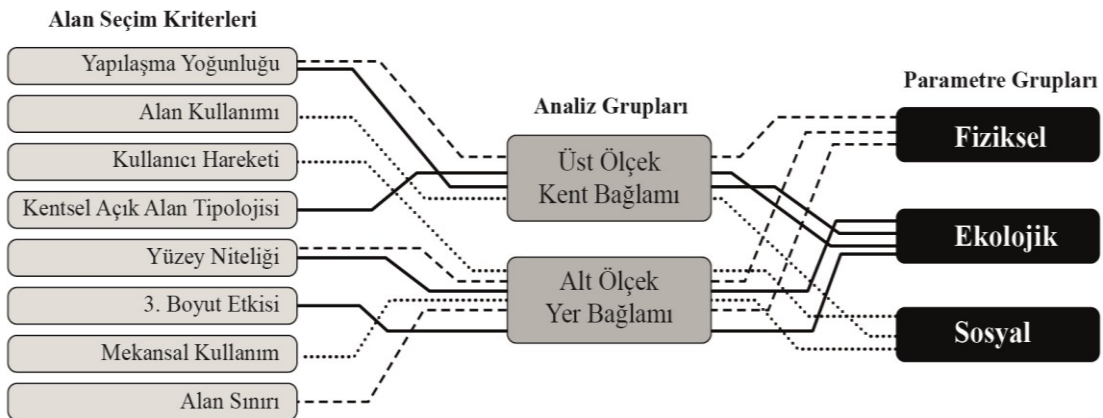 Alan Seçim Kriterleri
Yapılaşma Yoğunluğu
Alan Kullanımı
Kullanıcı Hareketi
Kentsel Açık Alan Tipolojisi
Yüzey Niteliği
3. Boyut Etkisi
Mekansal Kullanım
Alan Sınırı
Analiz Grupları
Üst Ölçek
Kent Bağlamı
Alt Ölçek
Yer Bağlamı
Parametre Grupları
Fiziksel
Ekolojik
Sosyal